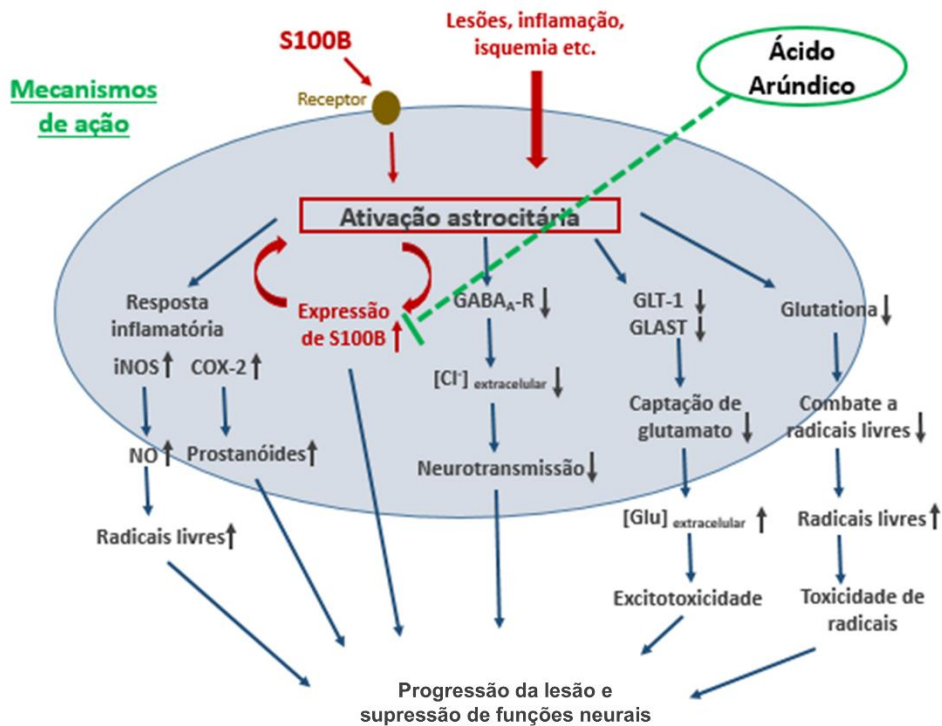 S100B
Lesões, inflamação,
isquemia etc.
Ácido
Arúndico
Mecanismos
de ação
Receptor
Ativação astrocitária
Resposta
inflamatória
iNOS↑ COX-2↑
NO↑ Prostanóides↑
Radicais livres↑
Expressão
de S100B↑
GABAA-R↓
[Cl-] extracelular ↓
Neurotransmissão↓
GLT-1 ↓
GLAST ↓
Captação de
glutamato↓
[Glu] extracelular ↑
Excitotoxicidade
Glutationa↓
Combate a
radicais livres↓
Radicais livres↑
Toxicidade de
radicais
Progressão da lesão e
supressão de funções neurais